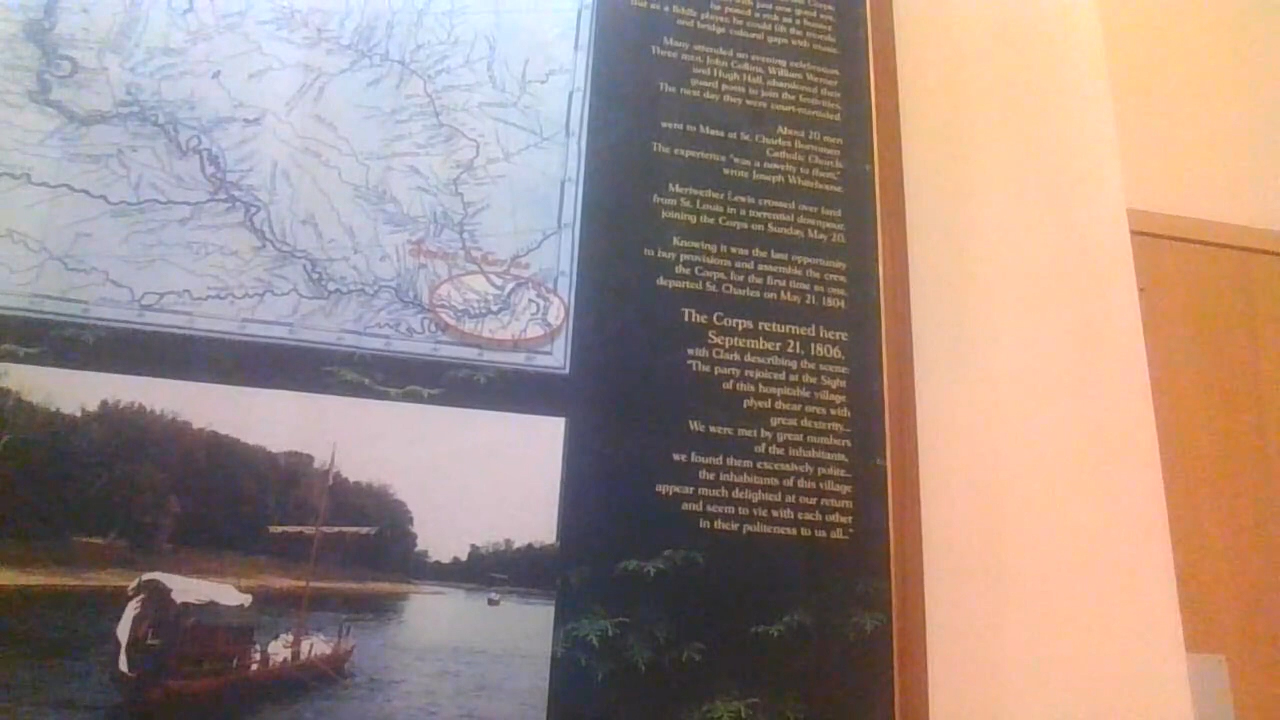 Saint Charles
with just one good eye,
he
But as a fiddle player, he could lift the morale
and bridge cultural gaps with music.
Many attended an evening celebration.
Three men, John Collins, William Werner
and Hugh Hall, abandoned their
guard posts to join the festivities.
The next day they were court-martialed.
About 20 men
went to Mass at St. Charles Borromeo
Catholic Church.
The experience "was a novelty to them,"
wrote Joseph Whitehouse.
Meriwether Lewis crossed over land
from St. Louis in a torrential downpour,
joining the Corps on Sunday, May 20.
Knowing it was the last opportunity
to buy provisions and assemble the crew,
the Corps, for the first time as one,
departed St. Charles on May 21, 1804.
The Corps returned here
September 21, 1806,
with Clark describing the scene:
"The party rejoiced at the Sight
of this hospitable village
plyed thear ores with
great dexterity...
We were met by great numbers
of the inhabitants,
we found them excessively polite...
the inhabitants of this village
appear much delighted at our return
and seem to vie with each other
in their politeness to us all..."